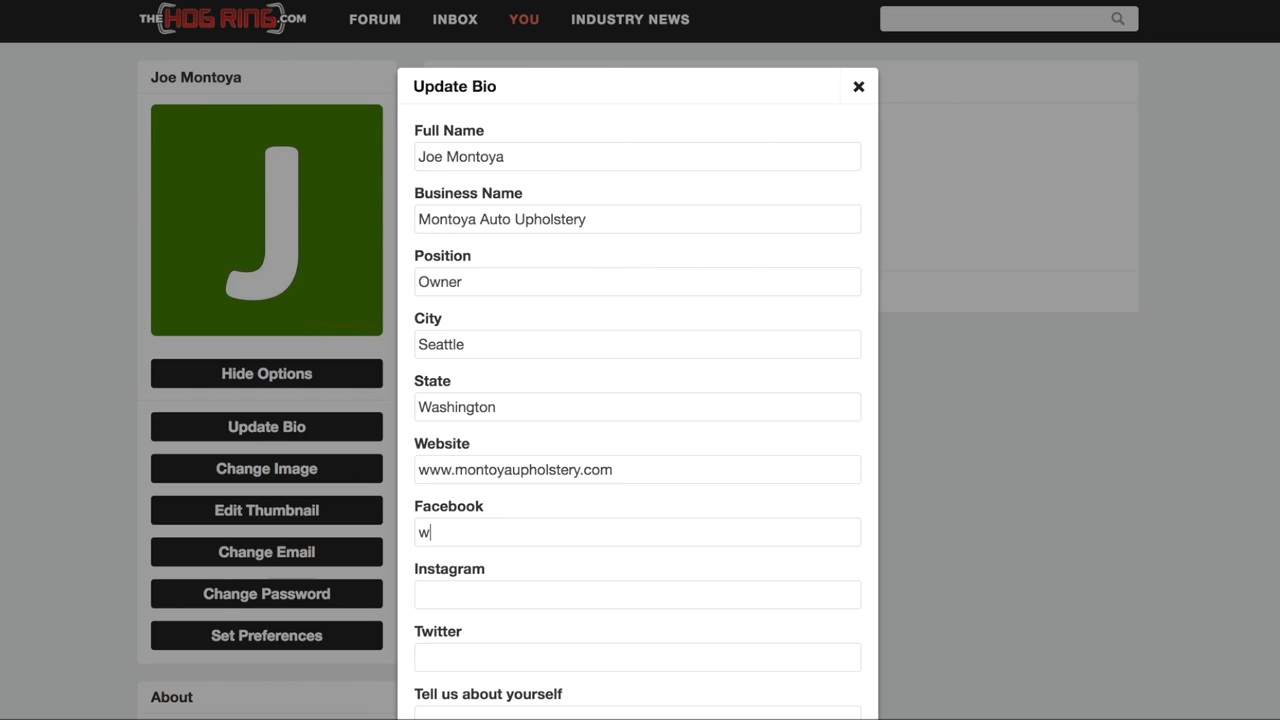 THE HOG RING .COM
FORUM INBOX YOU INDUSTRY NEWS
Joe Montoya
J
Hide Options
Update Bio
Change Image
Edit Thumbnail
Change Email
Change Password
Set Preferences
About
Update Bio
Full Name
Joe Montoya
Business Name
Montoya Auto Upholstery
Position
Owner
City
Seattle
State
Washington
Website
www.montoyaupholstery.com
Facebook
w
Instagram
Twitter
Tell us about yourself